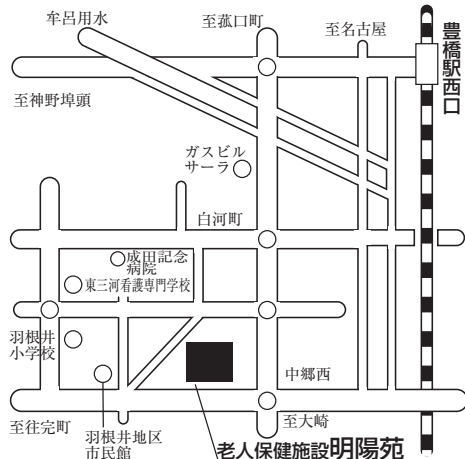 牟呂用水
至菰口町
至名古屋
豊橋駅西口
至神野埠頭
ガスビル
サーラ
白河町
成田記念
病院
東三河看護専門学校
羽根井
小学校
中郷西
至往完町
羽根井地区
市民館
至大崎
老人保健施設明陽苑